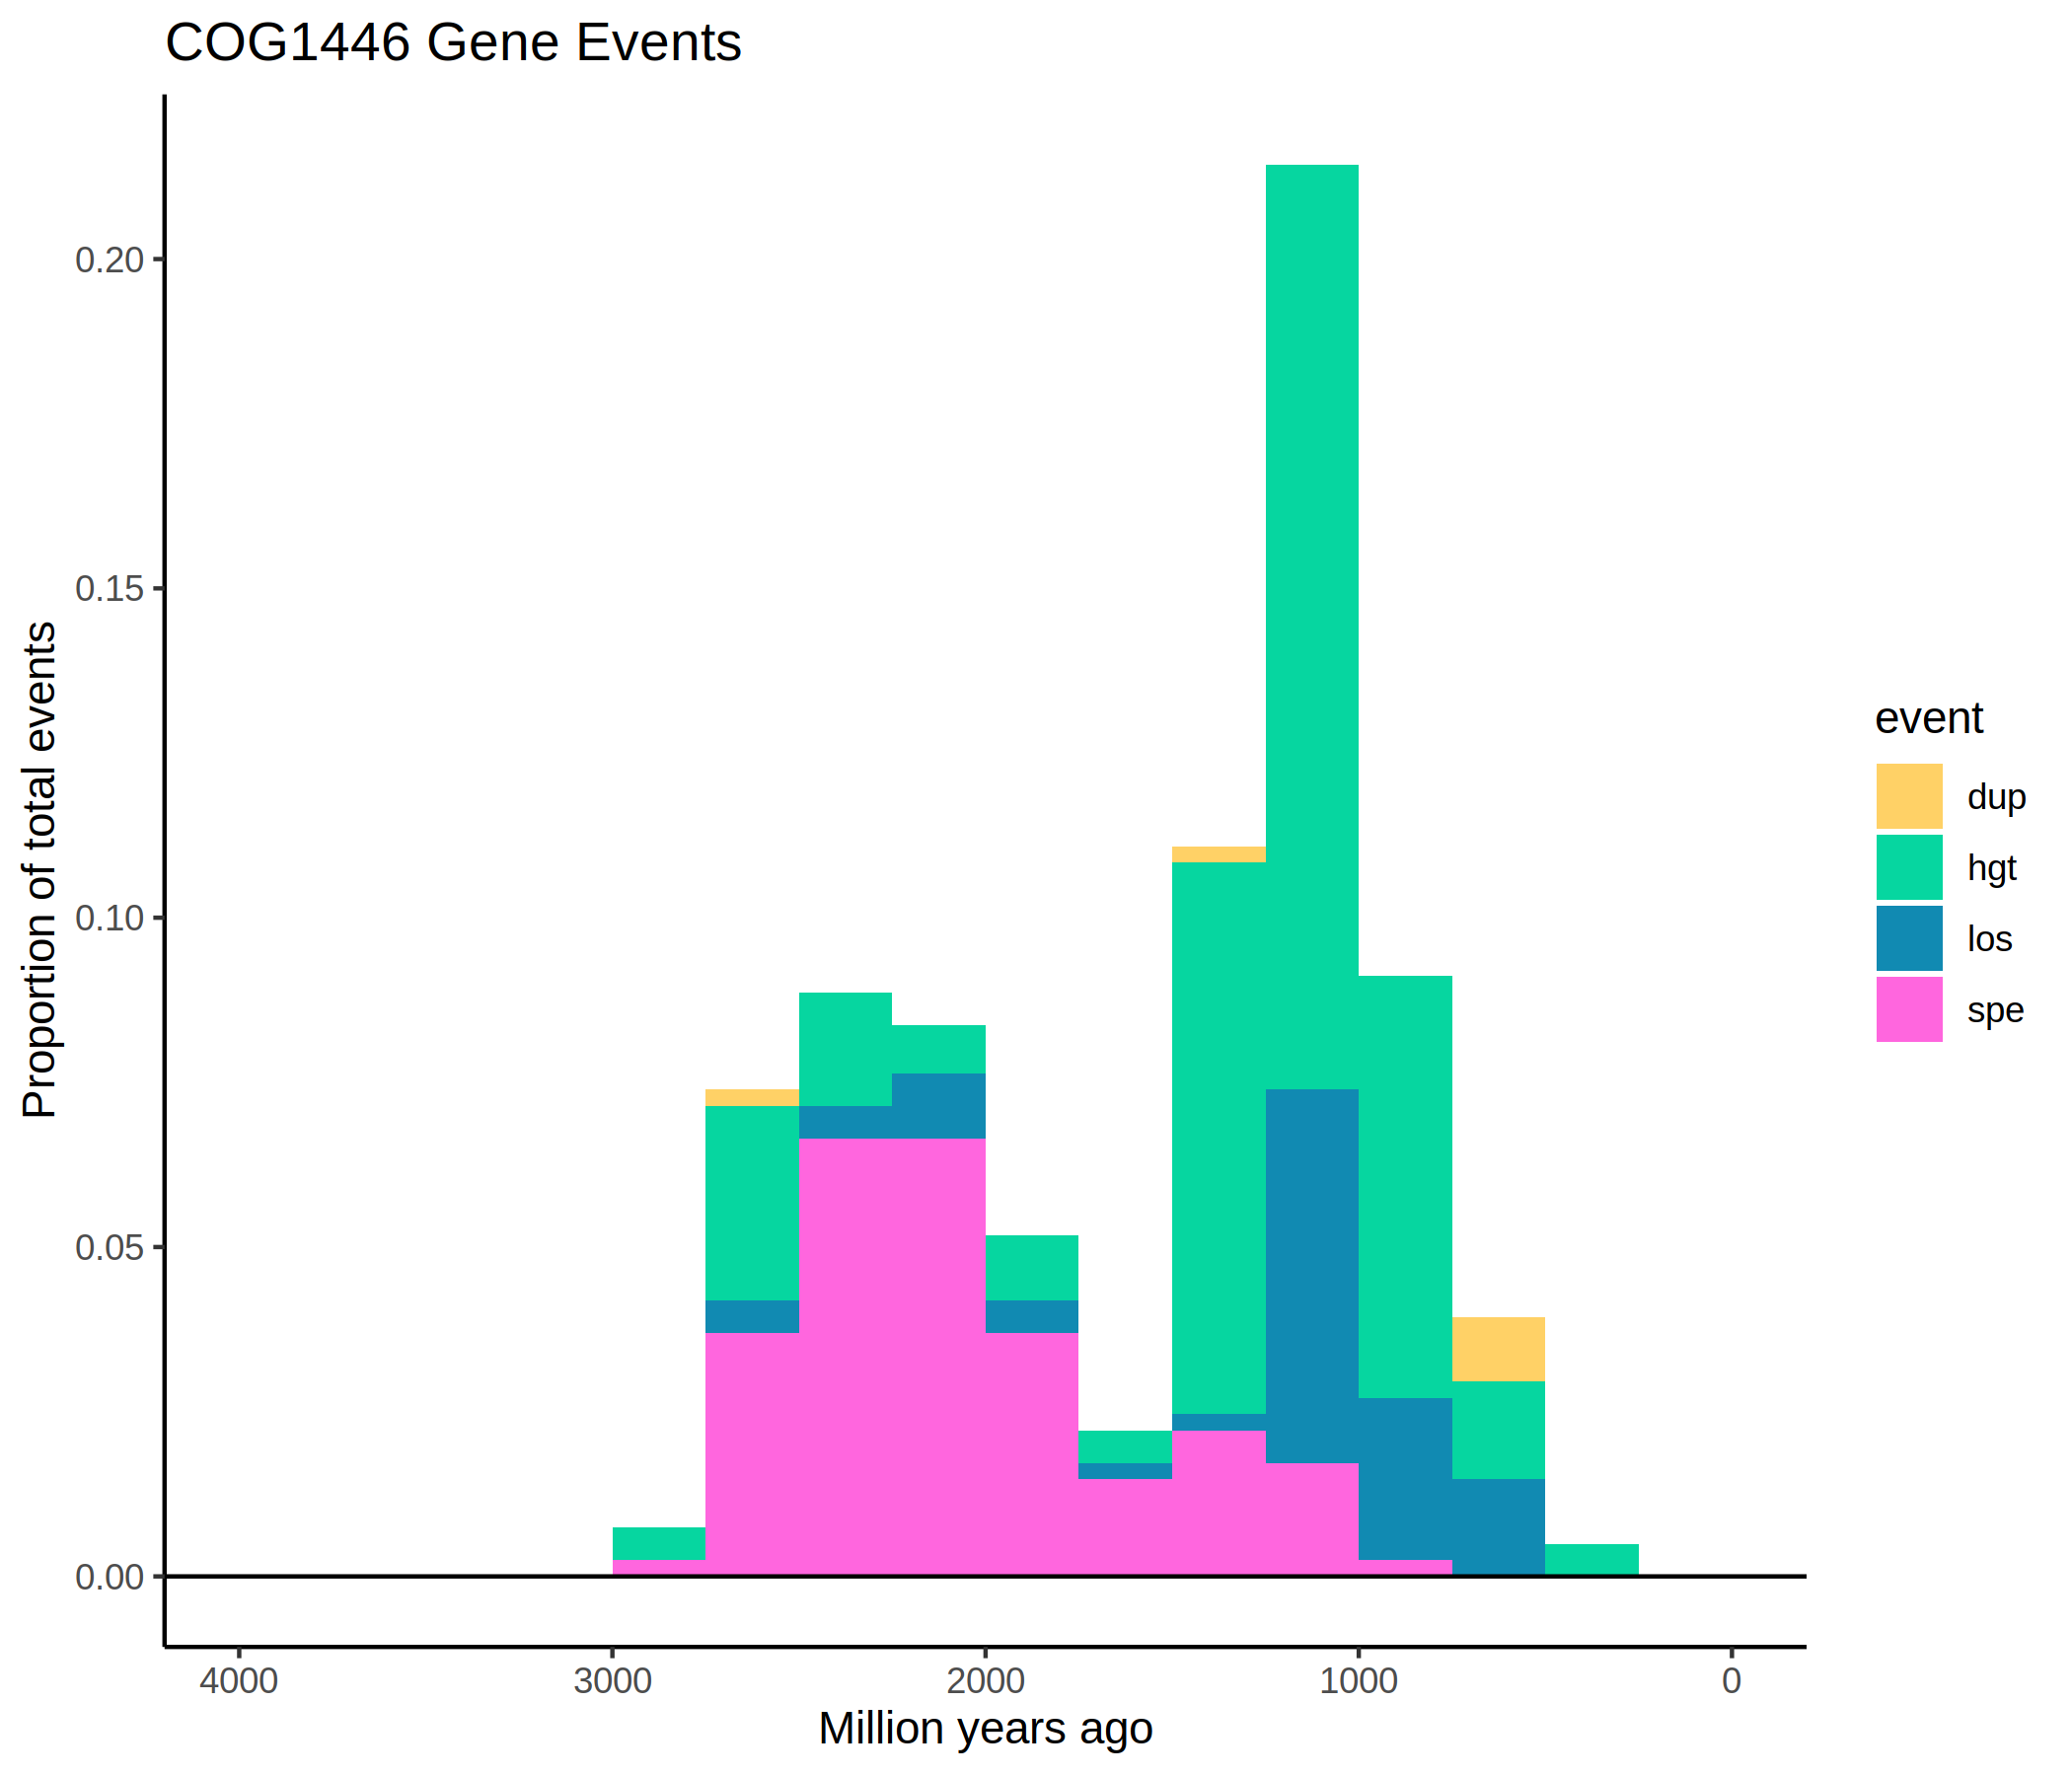 COG1446 Gene Events
Proportion of total events
0.20
0.15
0.10
0.05
0.00
4000 3000 2000 1000 0
Million years ago
event
dup
hgt
los
spe